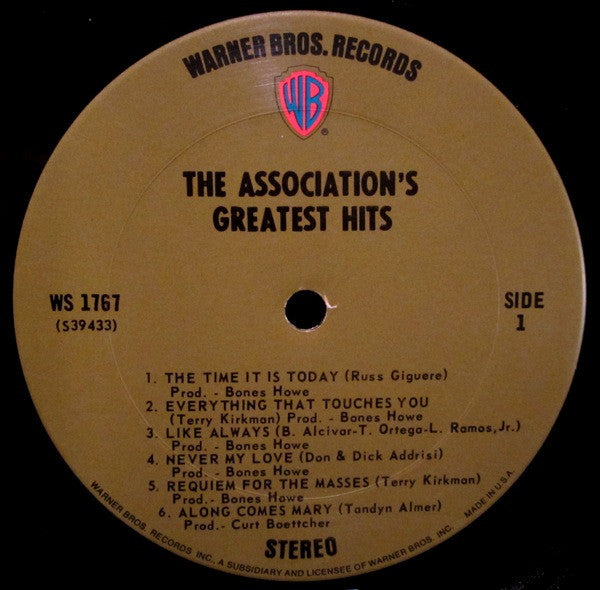 WARNER BROS. RECORDS
WB
®
THE ASSOCIATION'S
GREATEST HITS
WS 1767
(S39433)
SIDE
1
1. THE TIME IT IS TODAY (Russ Giguere)
Prod. - Bones Howe
2. EVERYTHING THAT TOUCHES YOU
(Terry Kirkman) Prod. - Bones Howe
3. LIKE ALWAYS (B. Alcivar-T. Ortega-L. Ramos, Jr.)
Prod. - Bones Howe
4. NEVER MY LOVE (Don & Dick Addrisi)
Prod. - Bones Howe
5. REQUIEM FOR THE MASSES (Terry Kirkman)
Prod. - Bones Howe
6. ALONG COMES MARY (Tandyn Almer)
Prod. - Curt Boettcher
STEREO
WARNER BROS. RECORDS INC. A SUBSIDIARY AND LICENSEE OF WARNER BROS. INC. MADE IN U.S.A.